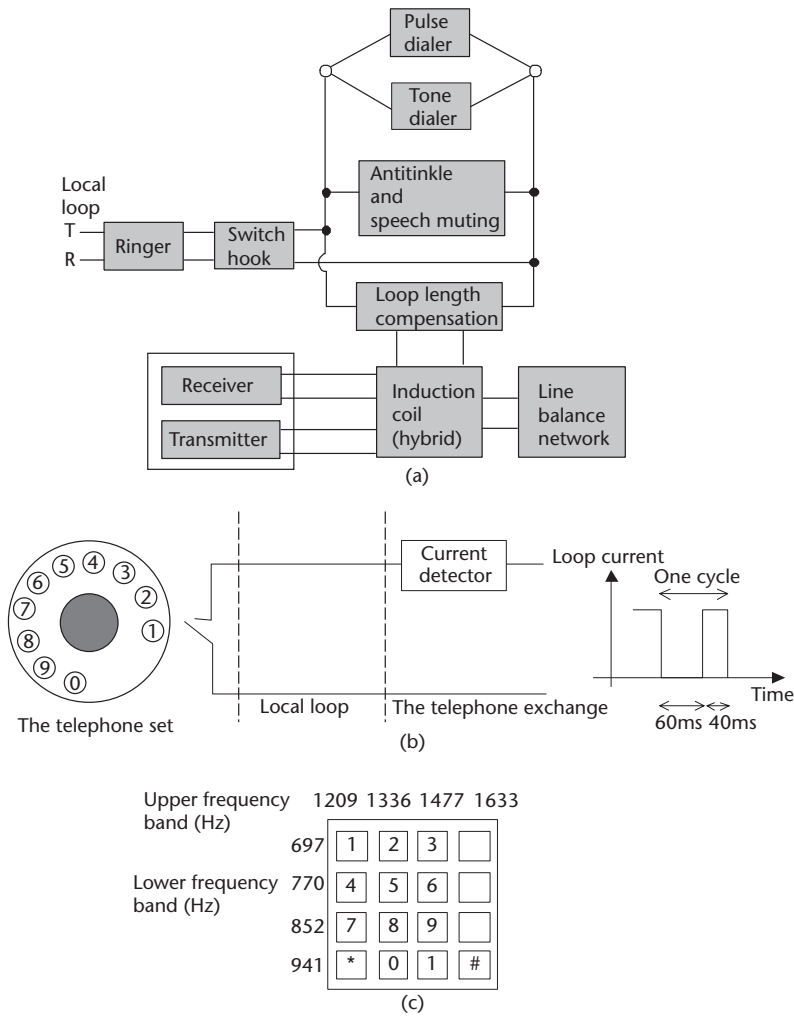 Pulse
dialer
Tone
dialer
Antitinkle
and
speech muting
Local
loop
T
R
Ringer
Switch
hook
Loop length
compensation
Receiver
Transmitter
Induction
coil
(hybrid)
Line
balance
network
(a)
5 4 3
6 2
7 1
8
9
0
The telephone set
Local loop
Current
detector
The telephone exchange
Loop current
One cycle
Time
60ms 40ms
(b)
Upper frequency 1209 1336 1477 1633
band (Hz)
697 1 2 3
Lower frequency 770 4 5 6
band (Hz)
852 7 8 9
941 * 0 1 #
(c)